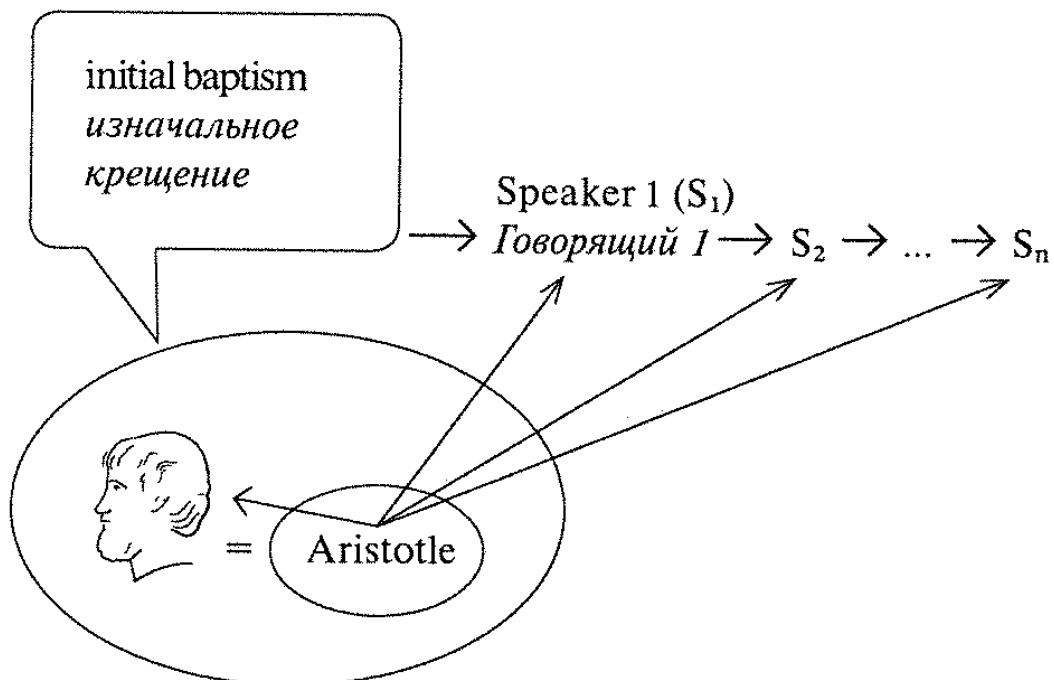 initial baptism
изначальное
крещение
Speaker 1 (S₁)
Говорящий 1 → S₂ → ... → Sₙ
= Aristotle